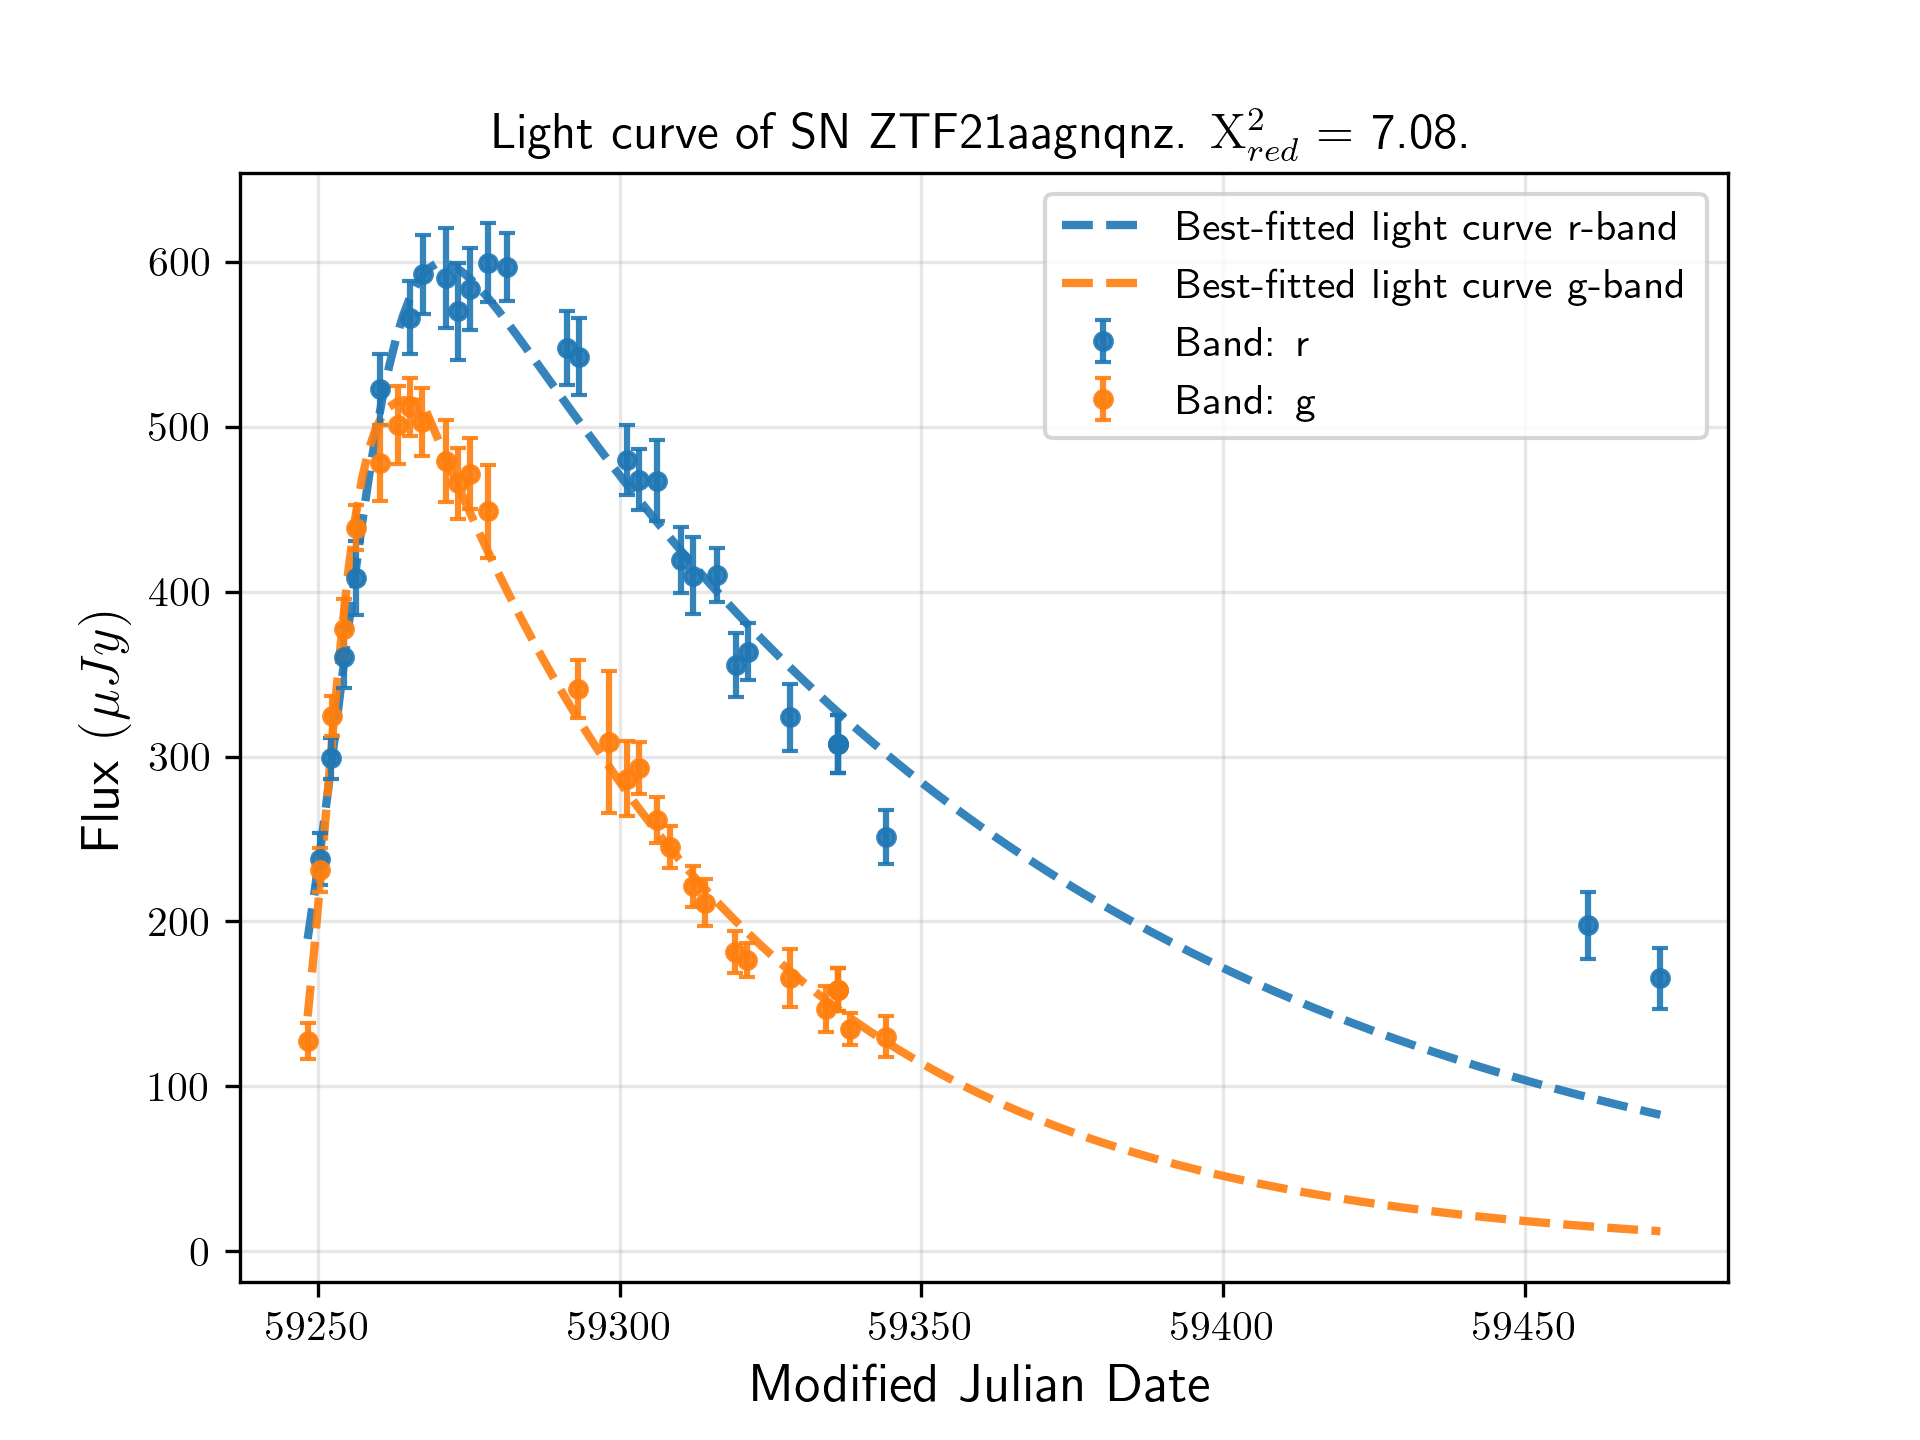 Light curve of SN ZTF21aagnqnz. X²_red = 7.08.
Best-fitted light curve r-band
Best-fitted light curve g-band
Band: r
Band: g
Flux (μJy)
600
500
400
300
200
100
0
59250 59300 59350 59400 59450
Modified Julian Date